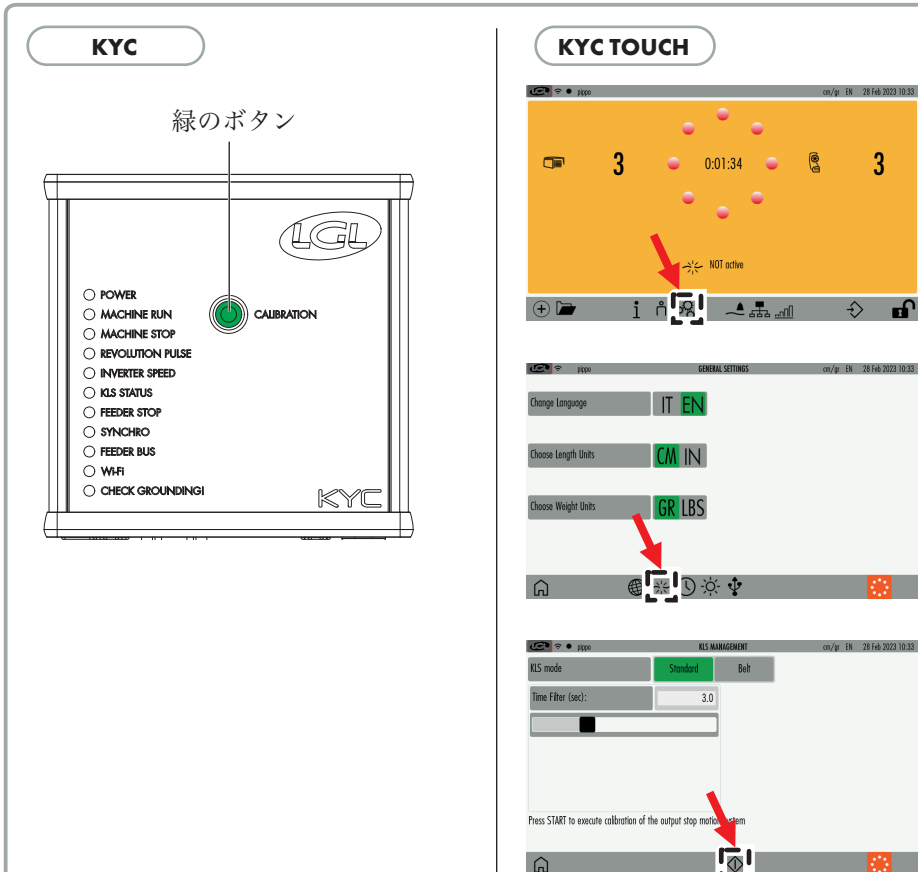 KYC
緑のボタン
LGL
POWER
MACHINE RUN
CALIBRATION
MACHINE STOP
REVOLUTION PULSE
INVERTER SPEED
KLS STATUS
FEEDER STOP
SYNCHRO
FEEDER BUS
Wi-Fi
CHECK GROUNDING!
KYC
KYC TOUCH
LGL pippo cm/gr EN 28 Feb 2023 10:33
3 0:01:34 3
NOT active
LGL pippo GENERAL SETTINGS cm/gr EN 28 Feb 2023 10:33
Change Language IT EN
Choose Length Units CM IN
Choose Weight Units GR LBS
LGL pippo KLS MANAGEMENT cm/gr EN 28 Feb 2023 10:33
KLS mode Standard Belt
Time Filter (sec): 3.0
Press START to execute calibration of the output stop motion system